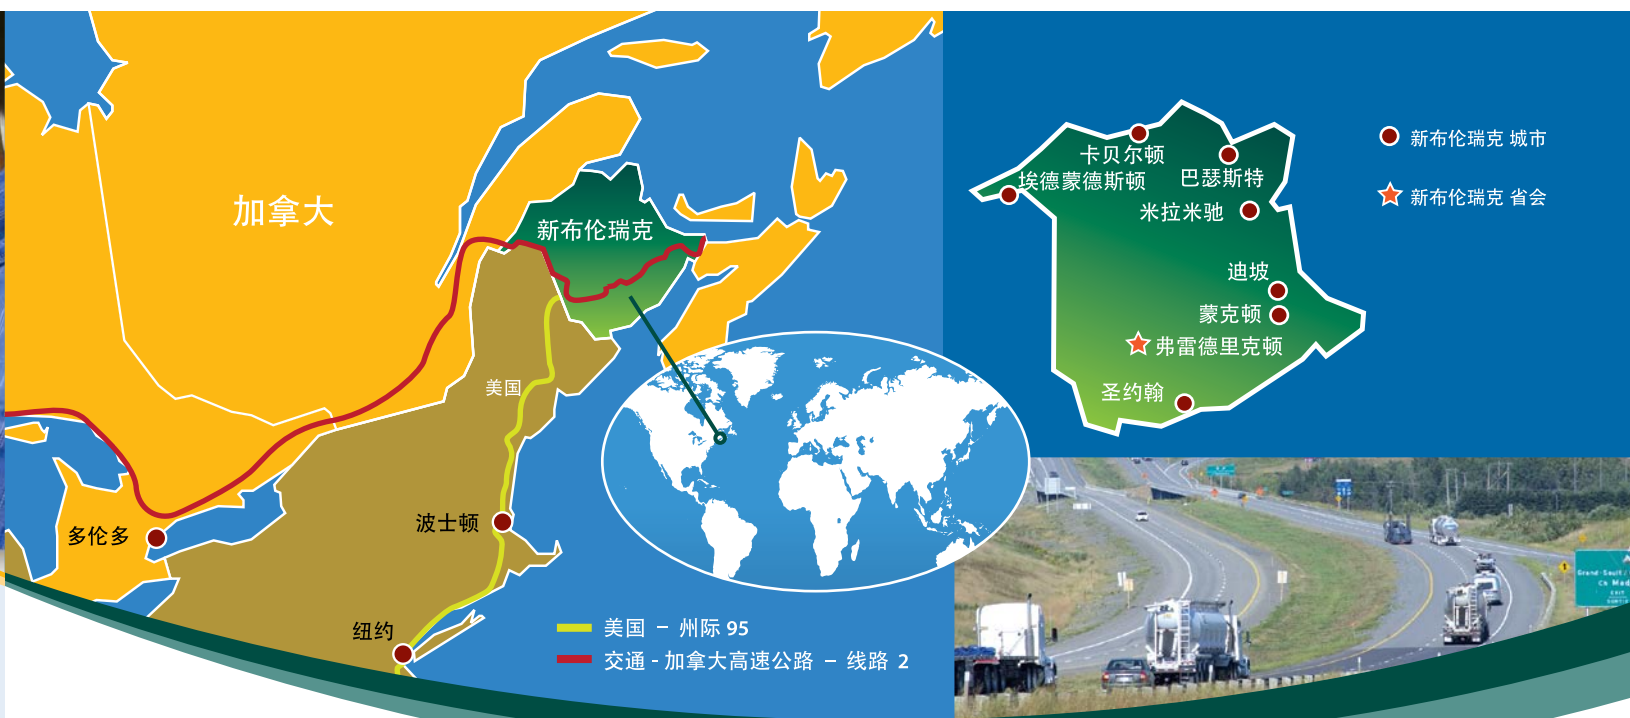 加拿大
新布伦瑞克
美国
多伦多
波士顿
纽约
美国 – 州际 95
交通 - 加拿大高速公路 – 线路 2
卡贝尔顿
埃德蒙德斯顿
巴瑟斯特
米拉米驰
迪坡
蒙克顿
弗雷德里克顿
圣约翰
新布伦瑞克 城市
新布伦瑞克 省会
Grand-Sault /